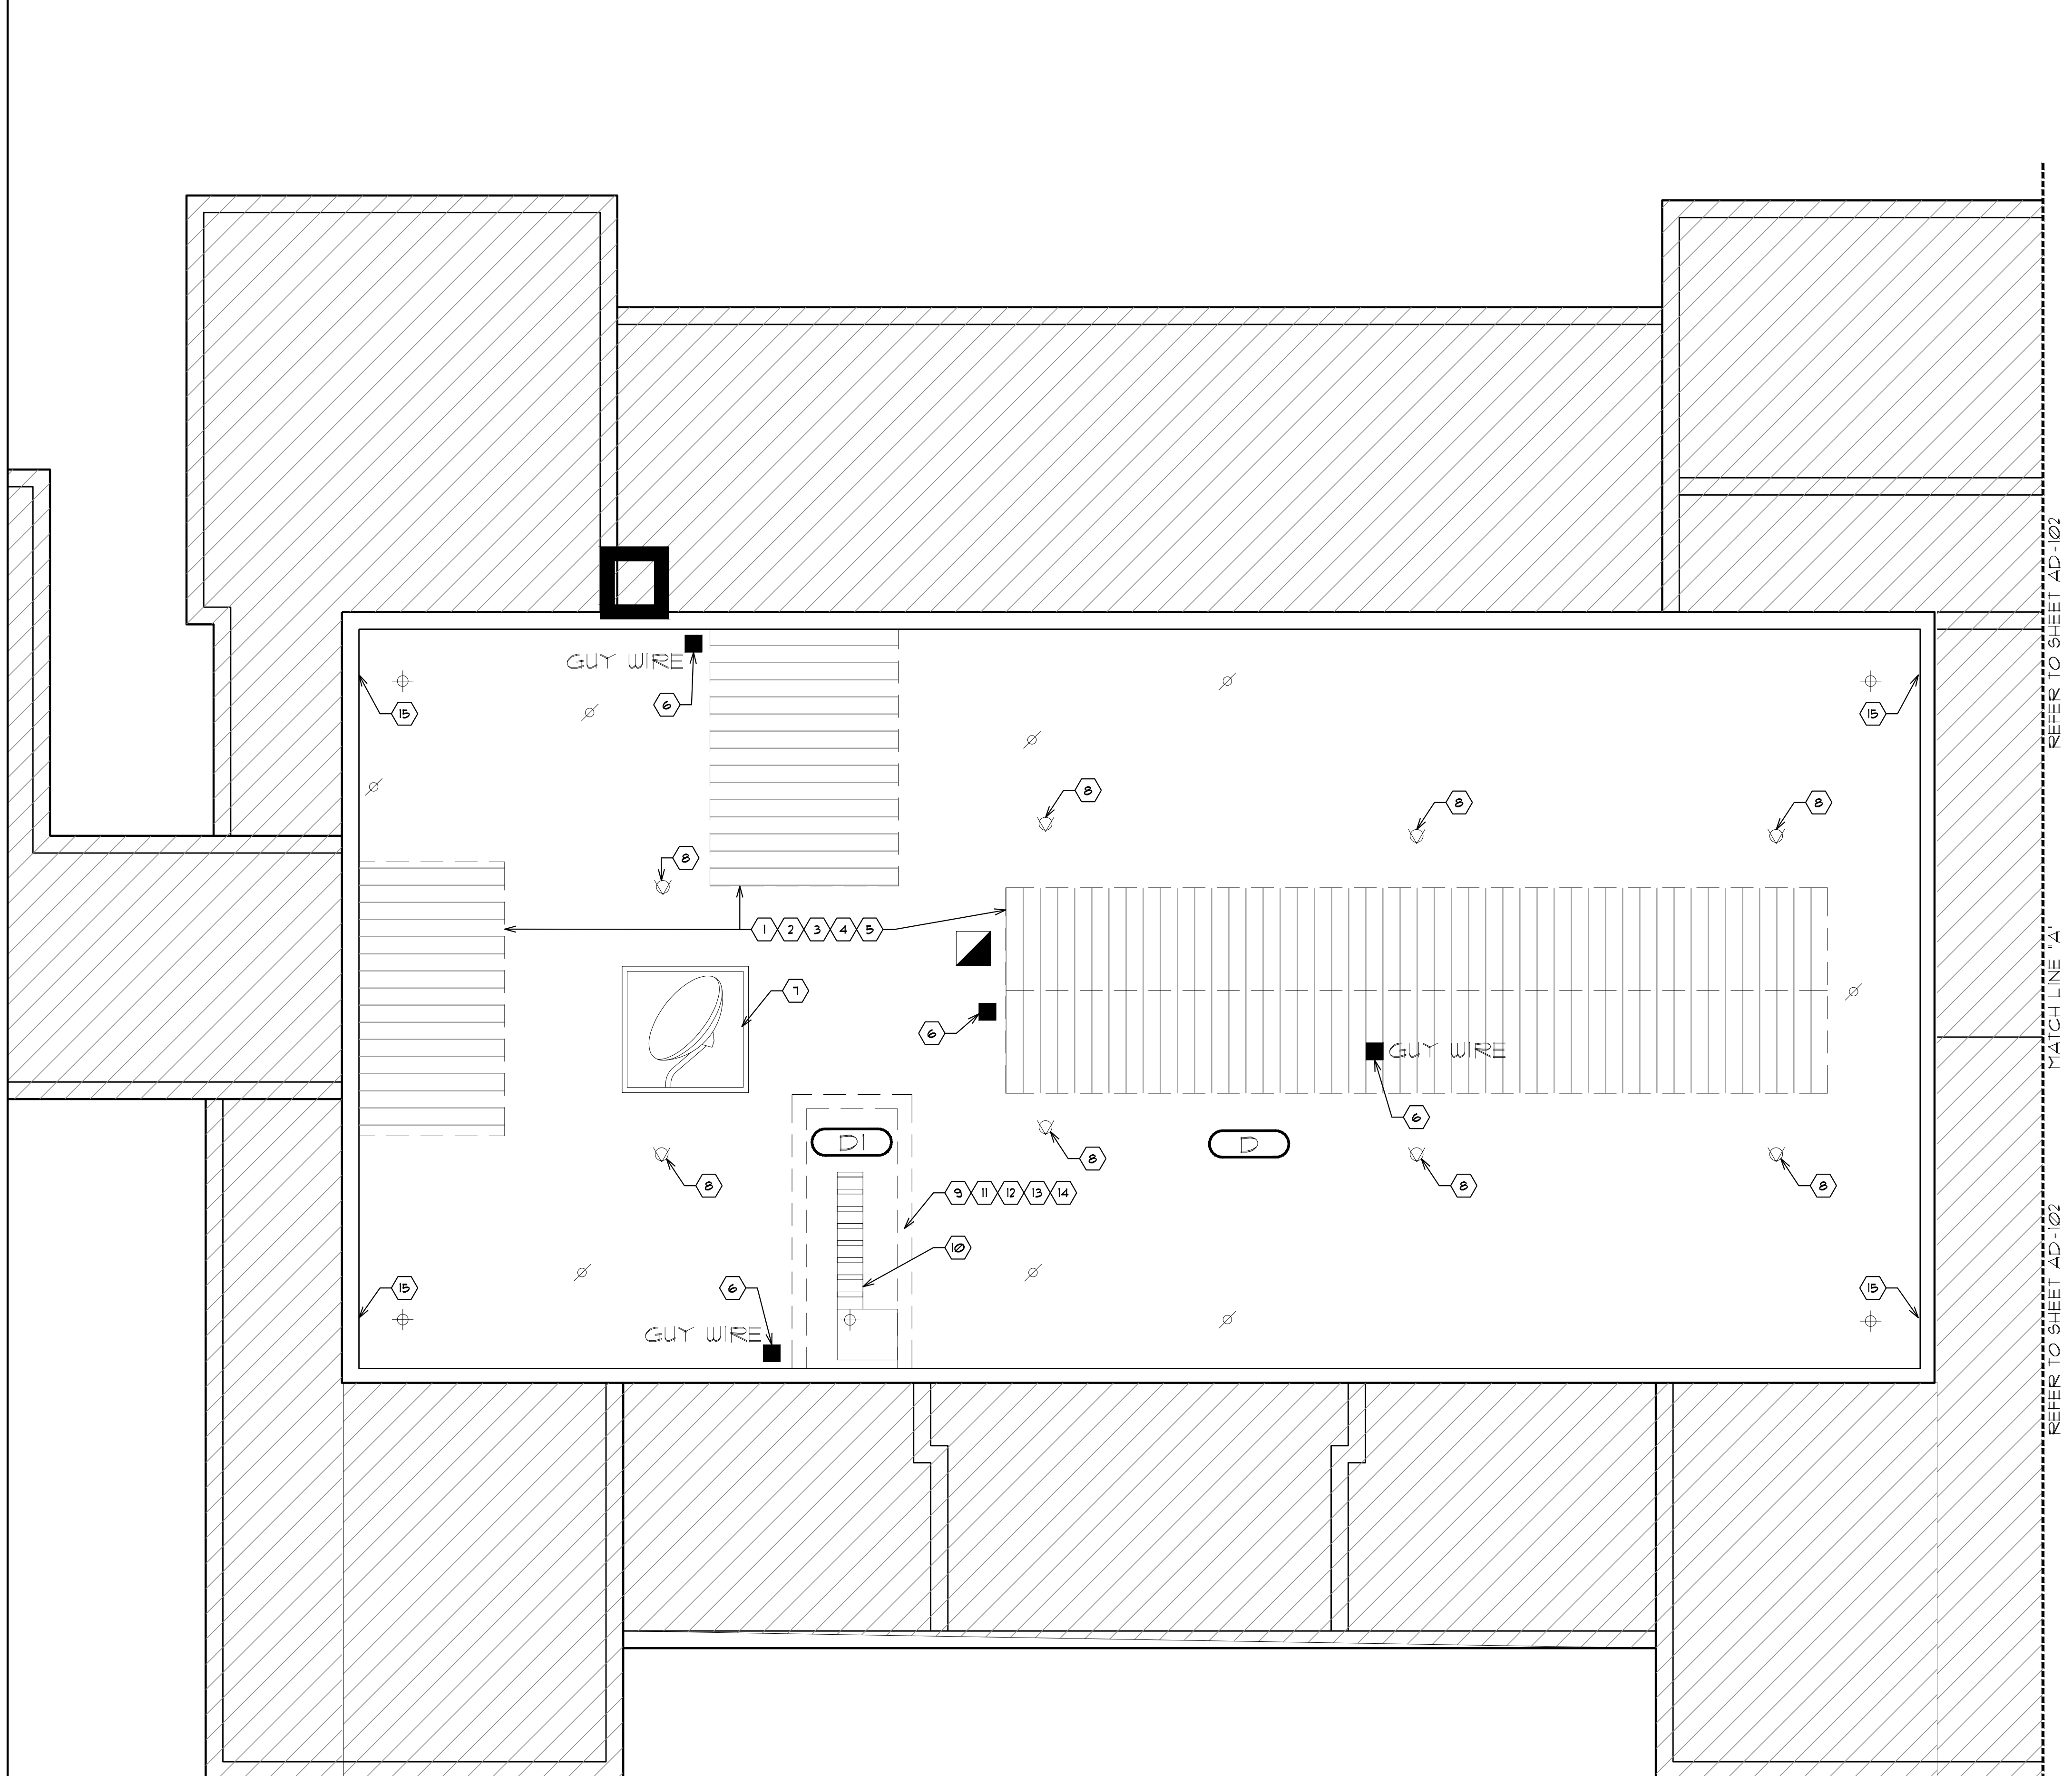 GUY WIRE
6
15
15
8
8
8
8
1 2 3 4 5
7
6
GUY WIRE
6
D1
D
8
8
8
8
9 11 12 13 14
10
15
6
15
GUY WIRE
REFER TO SHEET AD-102
MATCH LINE "A"
REFER TO SHEET AD-102